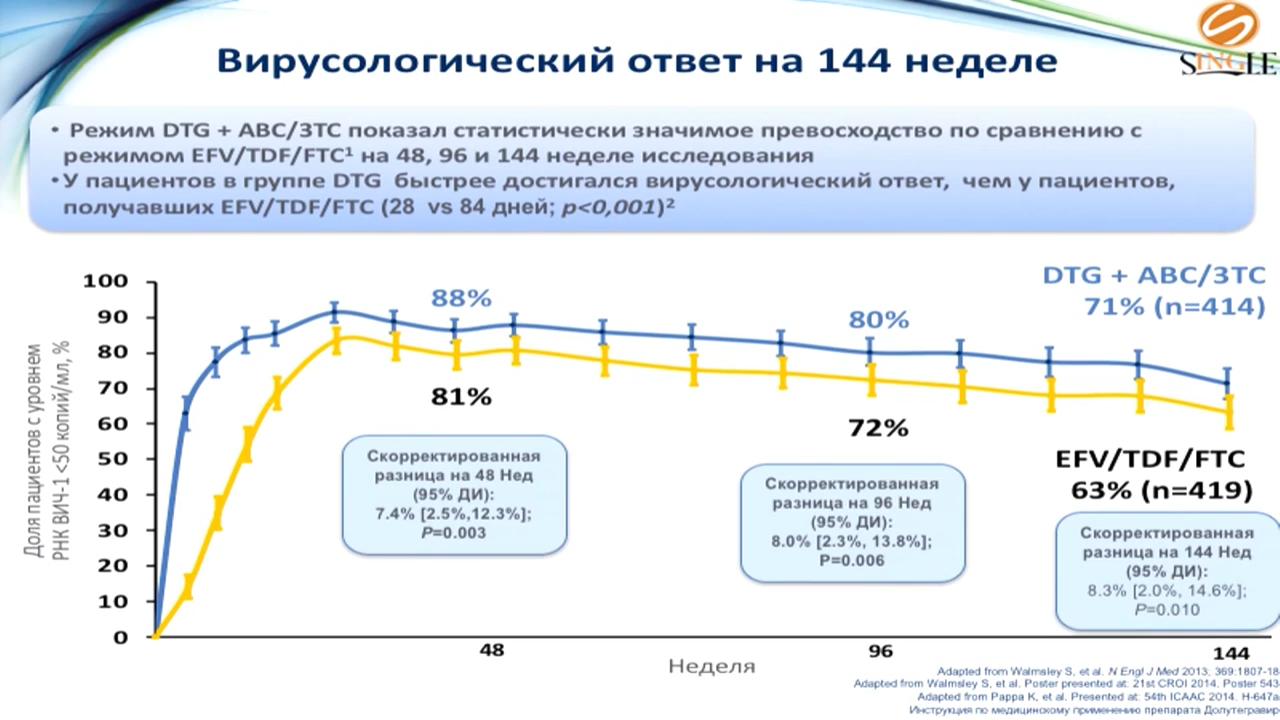 SINGLE
Вирусологический ответ на 144 неделе
• Режим DTG + ABC/3TC показал статистически значимое превосходство по сравнению с
режимом EFV/TDF/FTC¹ на 48, 96 и 144 неделе исследования
• У пациентов в группе DTG быстрее достигался вирусологический ответ, чем у пациентов,
получавших EFV/TDF/FTC (28 vs 84 дней; p<0,001)²
Доля пациентов с уровнем
РНК ВИЧ-1 <50 копий/мл, %
100
90
80
70
60
50
40
30
20
10
0
88%
80%
DTG + ABC/3TC
71% (n=414)
81%
72%
EFV/TDF/FTC
63% (n=419)
Скорректированная
разница на 48 Нед
(95% ДИ):
7.4% [2.5%,12.3%];
P=0.003
Скорректированная
разница на 96 Нед
(95% ДИ):
8.0% [2.3%, 13.8%];
P=0.006
Скорректированная
разница на 144 Нед
(95% ДИ):
8.3% [2.0%, 14.6%];
P=0.010
48
96
144
Неделя
Adapted from Walmsley S, et al. N Engl J Med 2013; 369:1807-18
Adapted from Walmsley S, et al. Poster presented at: 21st CROI 2014. Poster 543
Adapted from Pappa K, et al. Presented at: 54th ICAAC 2014. H-647a
Инструкция по медицинскому применению препарата Долутегравир